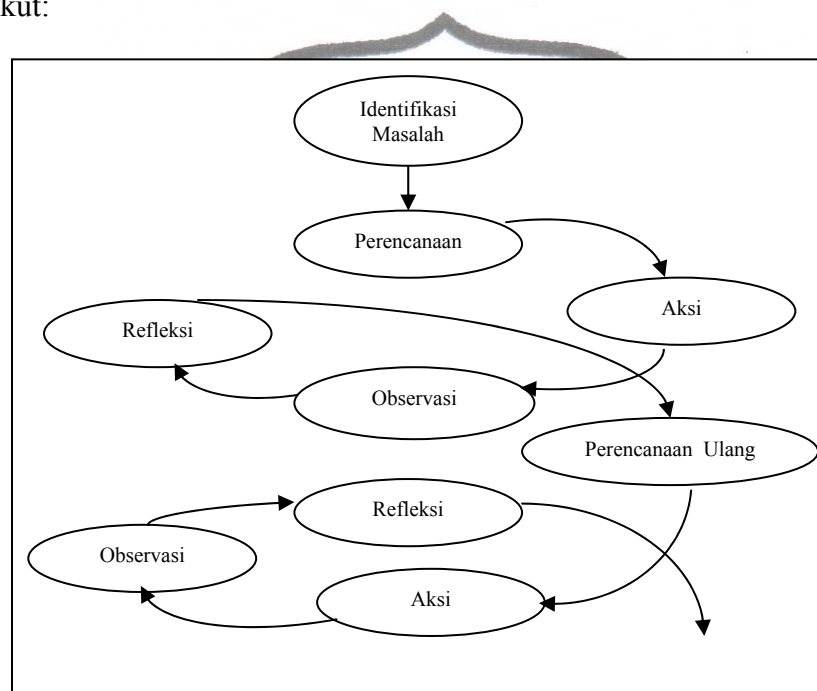 kut:
Identifikasi
Masalah
Perencanaan
Aksi
Refleksi
Observasi
Perencanaan Ulang
Refleksi
Observasi
Aksi